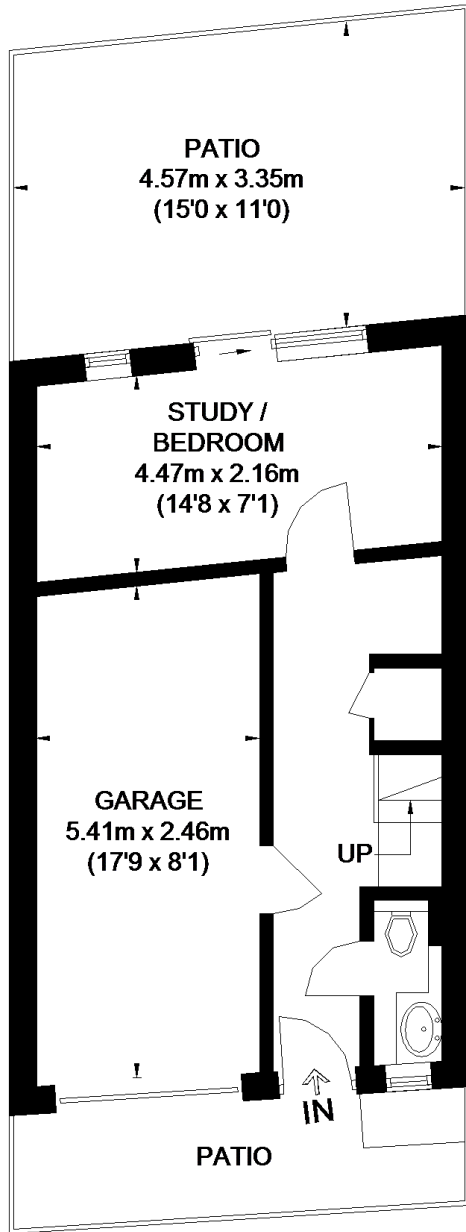 PATIO
4.57m x 3.35m
(15'0 x 11'0)
STUDY /
BEDROOM
4.47m x 2.16m
(14'8 x 7'1)
GARAGE
5.41m x 2.46m
(17'9 x 8'1)
UP
IN
PATIO